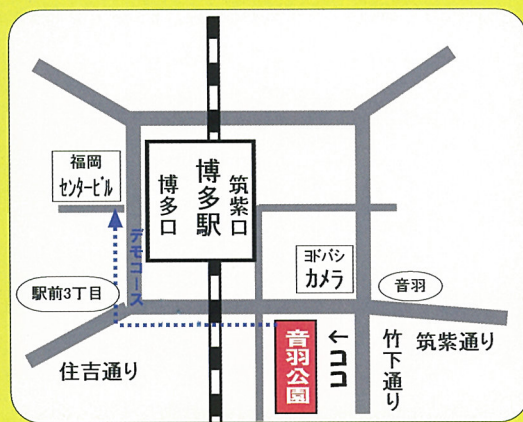 福岡
センタービル
博多口
博多駅
筑紫口
デモコース
ヨドバシ
カメラ
駅前3丁目
音羽
音羽公園
←ココ
竹下通り
筑紫通り
住吉通り